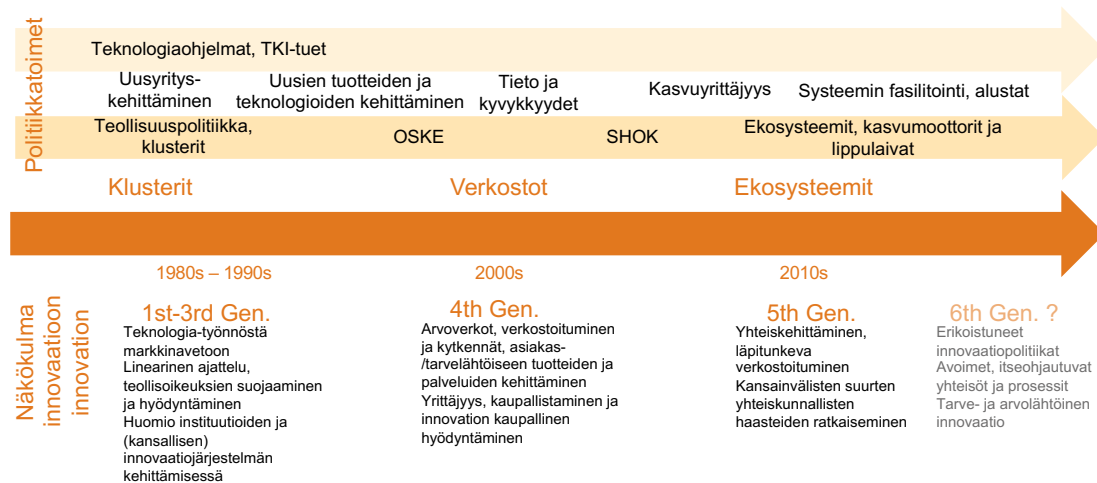 Politiikkatoimet
Teknologiaohjelmat, TKI-tuet
Uusyritys-
kehittäminen
Uusien tuotteiden ja
teknologioiden kehittäminen
Tieto ja
kyvykkyydet
Kasvuyrittäjyys
Systeemin fasilitointi, alustat
Teollisuuspolitiikka,
klusterit
OSKE
SHOK
Ekosysteemit, kasvumoottorit ja
lippulaivat
Klusterit
Verkostot
Ekosysteemit
1980s – 1990s
2000s
2010s
Näkökulma
innovaatioon
innovation
1st-3rd Gen.
Teknologia-työnnöstä
markkinavetoon
Linearinen ajattelu,
teollisoikeuksien suojaaminen
ja hyödyntäminen
Huomio instituutioiden ja
(kansallisen)
innovaatiojärjestelmän
kehittämisessä
4th Gen.
Arvoverkot, verkostoituminen
ja kytkennät, asiakas-
/tarvelähtöiseen tuotteiden ja
palveluiden kehittäminen
Yrittäjyys, kaupallistaminen ja
innovation kaupallinen
hyödyntäminen
5th Gen.
Yhteiskehittäminen,
läpitunkeva
verkostoituminen
Kansainvälisten suurten
yhteiskunnallisten
haasteiden ratkaiseminen
6th Gen. ?
Erikoistuneet
innovaatiopolitiikat
Avoimet, itseohjautuvat
yhteisöt ja prosessit
Tarve- ja arvolähtöinen
innovaatio